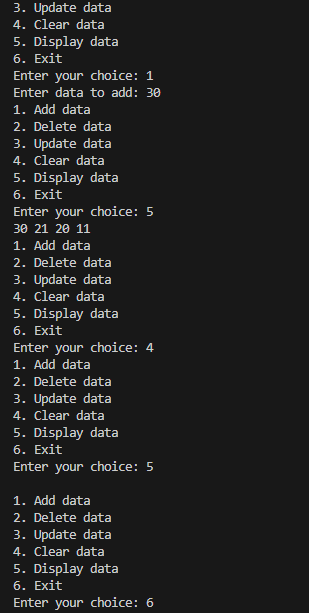 3. Update data
4. Clear data
5. Display data
6. Exit
Enter your choice: 1
Enter data to add: 30
1. Add data
2. Delete data
3. Update data
4. Clear data
5. Display data
6. Exit
Enter your choice: 5
30 21 20 11
1. Add data
2. Delete data
3. Update data
4. Clear data
5. Display data
6. Exit
Enter your choice: 4
1. Add data
2. Delete data
3. Update data
4. Clear data
5. Display data
6. Exit
Enter your choice: 5

1. Add data
2. Delete data
3. Update data
4. Clear data
5. Display data
6. Exit
Enter your choice: 6